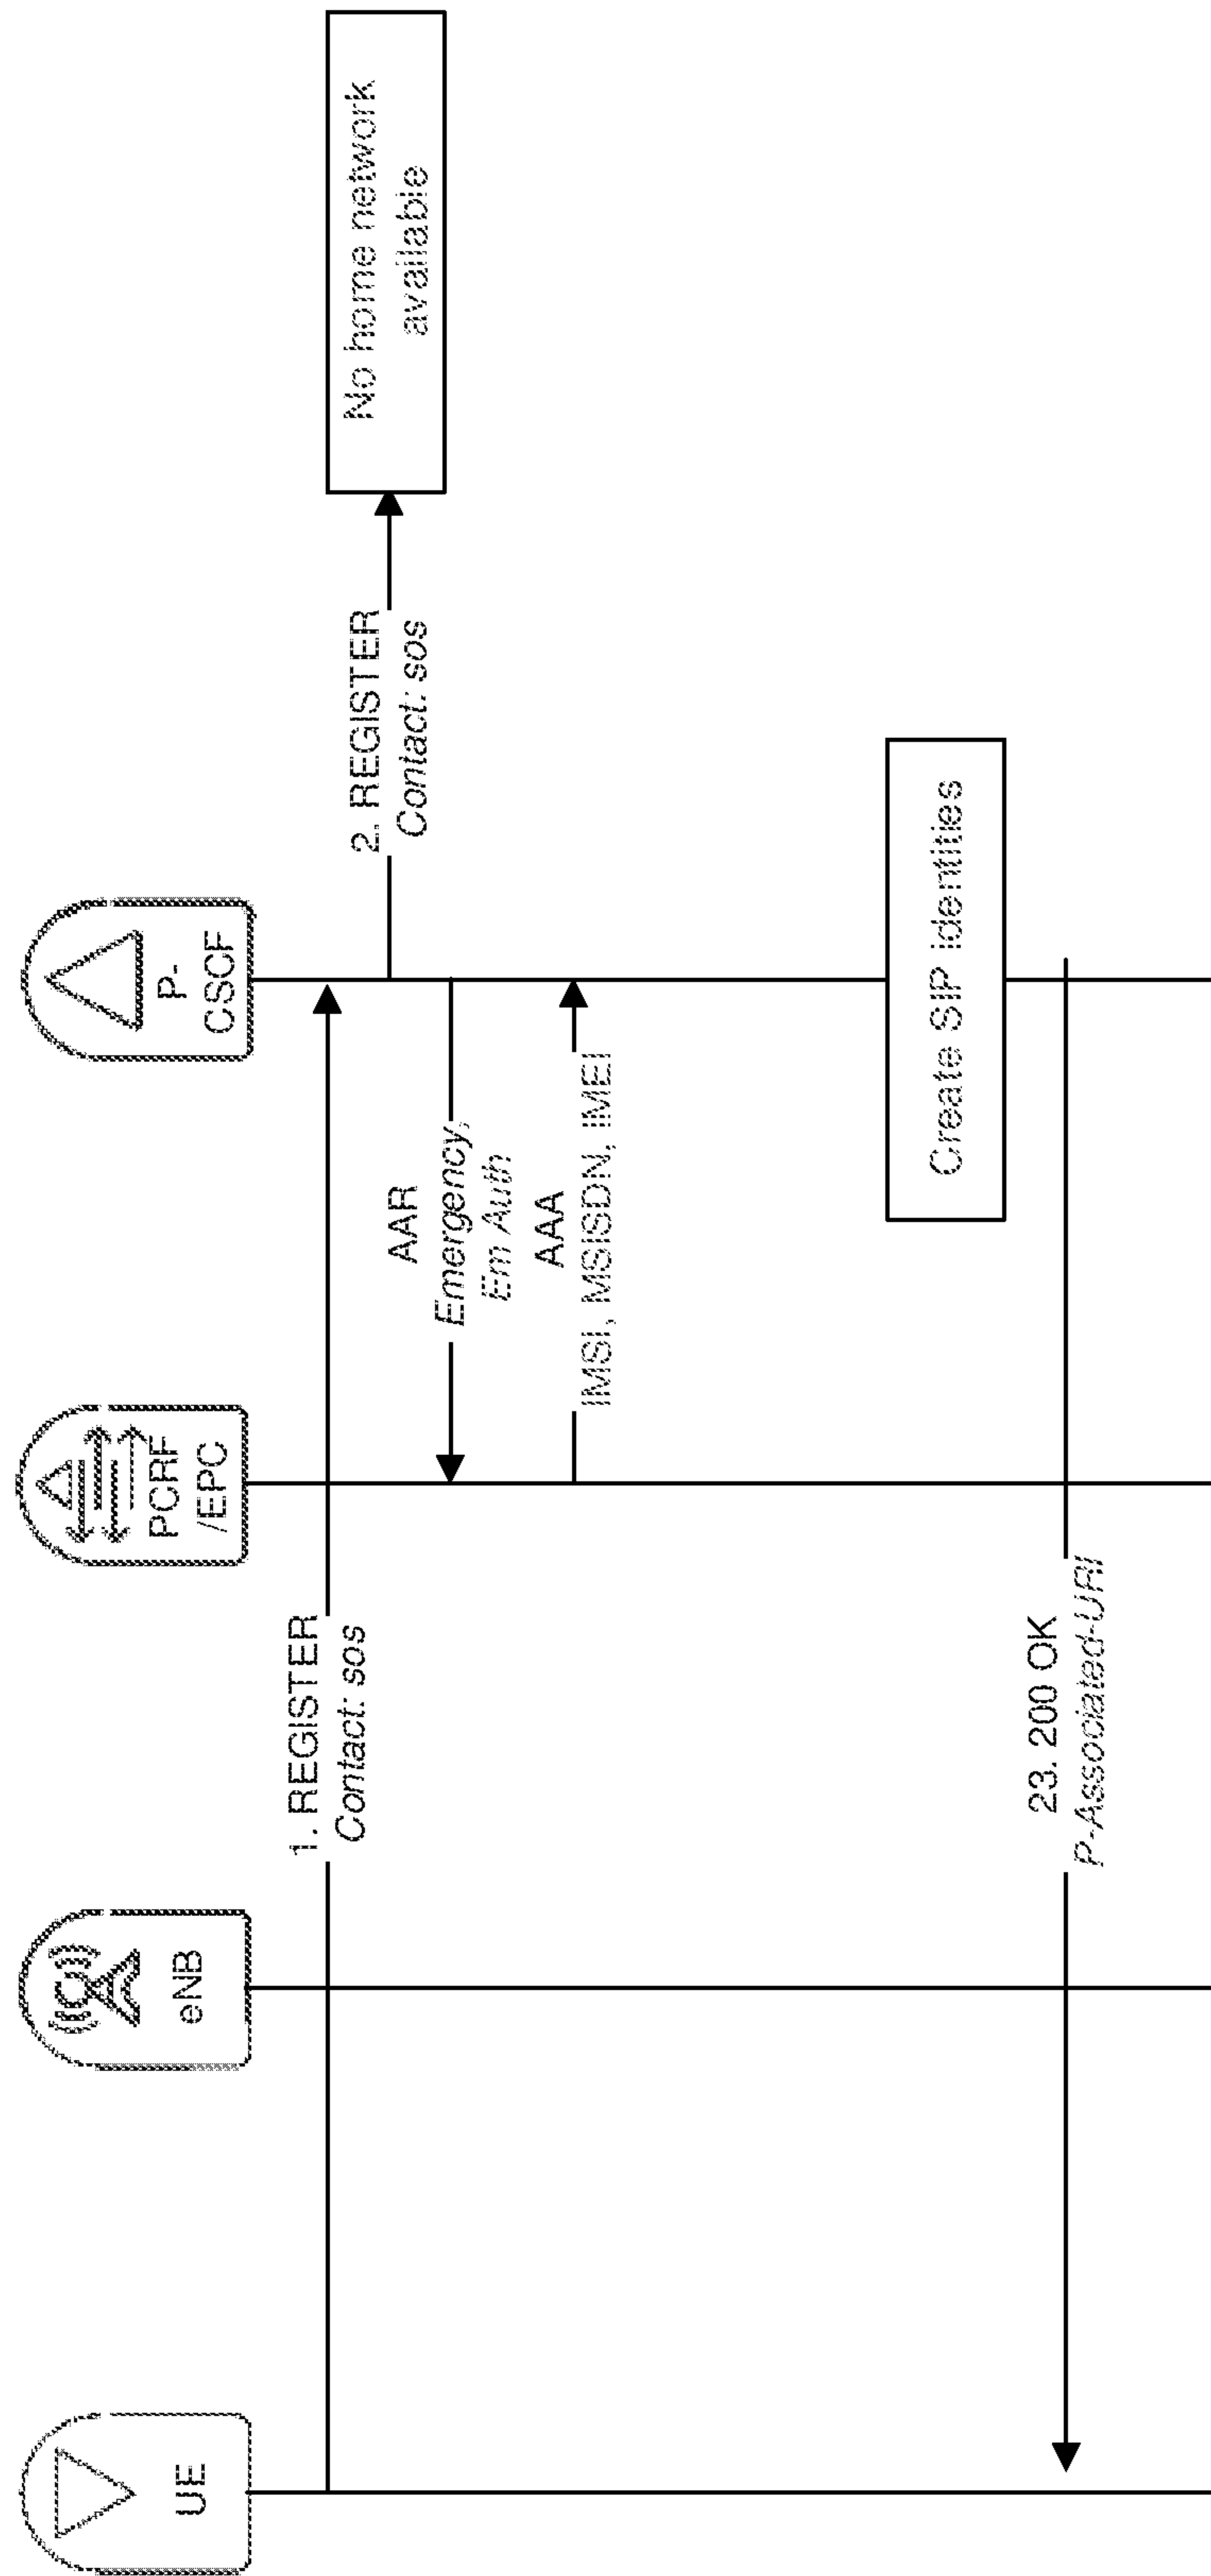 UE
eNB
PCRF
/EPC
P-
CSCF
1. REGISTER
Contact: sos
2. REGISTER
Contact: sos
No home network
available
AAR
Emergency,
Em Auth
AAA
IMSI, MSISDN, IMEI
Create SIP identities
23. 200 OK
P-Associated-URI